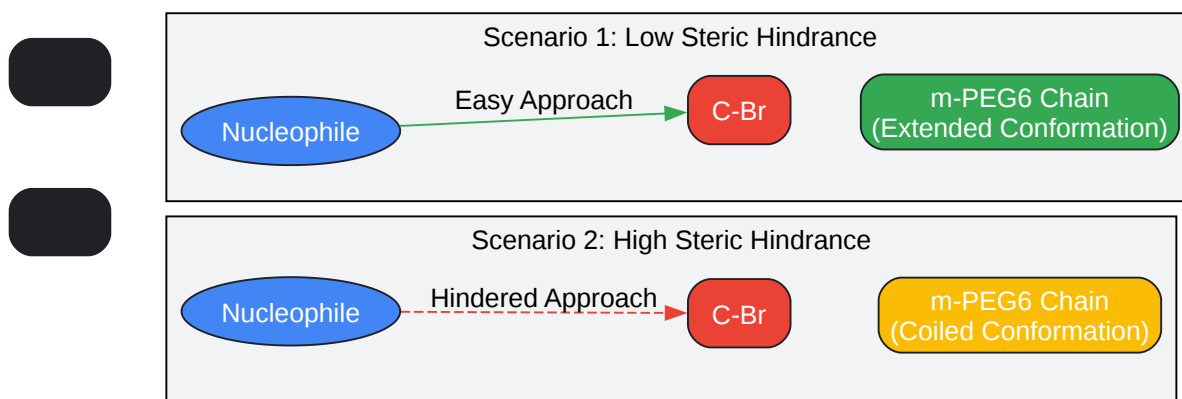 Scenario 1: Low Steric Hindrance
Nucleophile
Easy Approach
C-Br
m-PEG6 Chain
(Extended Conformation)
Scenario 2: High Steric Hindrance
Nucleophile
Hindered Approach
C-Br
m-PEG6 Chain
(Coiled Conformation)